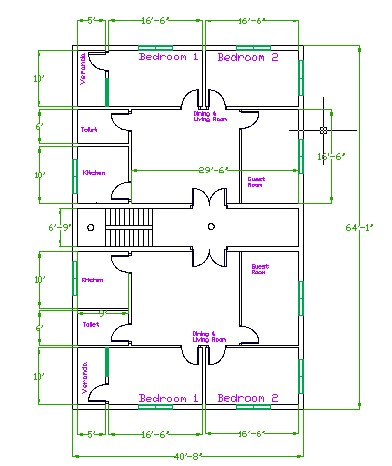 5' 16'-6" 16'-6"
Veranda
Bedroom 1 Bedroom 2
10'
Dining &
Living Room
6'
Toilet
16'-6"
10'
Kitchen
29'-6"
Guest
Room
6'-9"
64'-1"
10'
Kitchen
Guest
Room
9'
6'
Toilet
Dining &
Living Room
10'
Veranda
Bedroom 1 Bedroom 2
5' 16'-6" 16'-6"
40'-8"